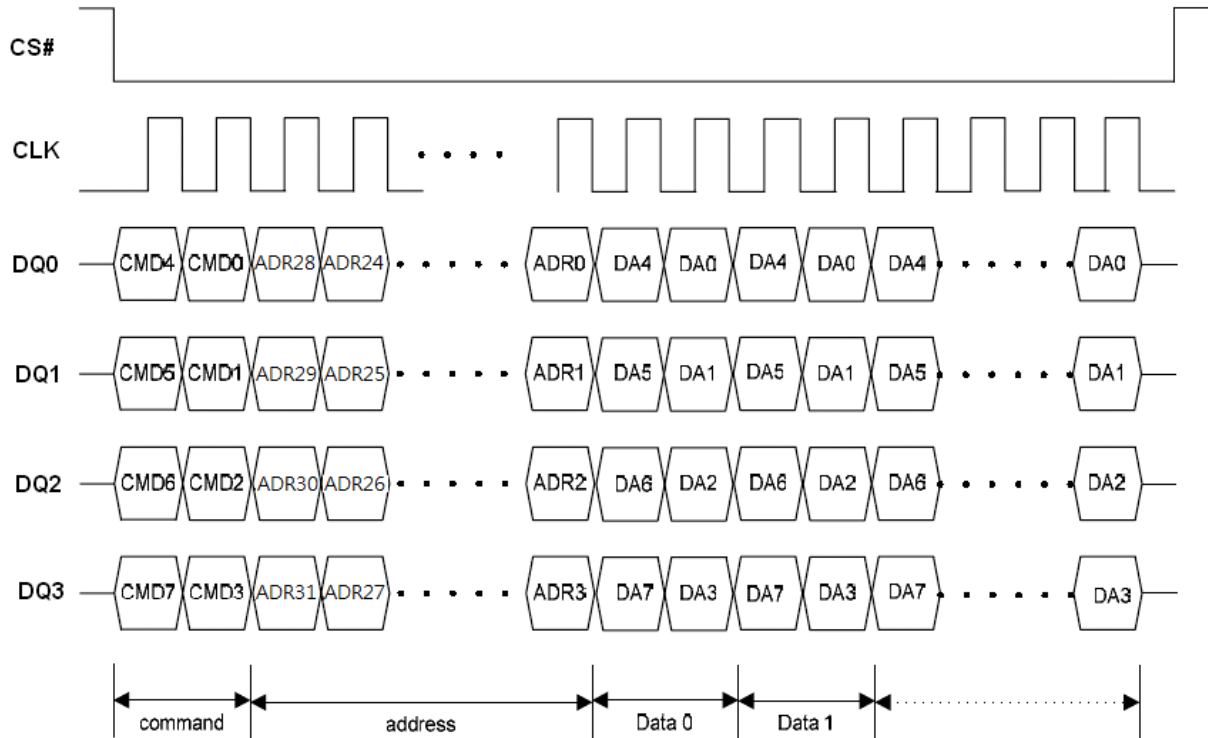 CS#
CLK
DQ0 CMD4 CMD0 ADR28 ADR24 ADR0 DA4 DA0 DA4 DA0 DA4 DA0
DQ1 CMD5 CMD1 ADR29 ADR25 ADR1 DA5 DA1 DA5 DA1 DA5 DA1
DQ2 CMD6 CMD2 ADR30 ADR26 ADR2 DA6 DA2 DA6 DA2 DA6 DA2
DQ3 CMD7 CMD3 ADR31 ADR27 ADR3 DA7 DA3 DA7 DA3 DA7 DA3
command address Data 0 Data 1